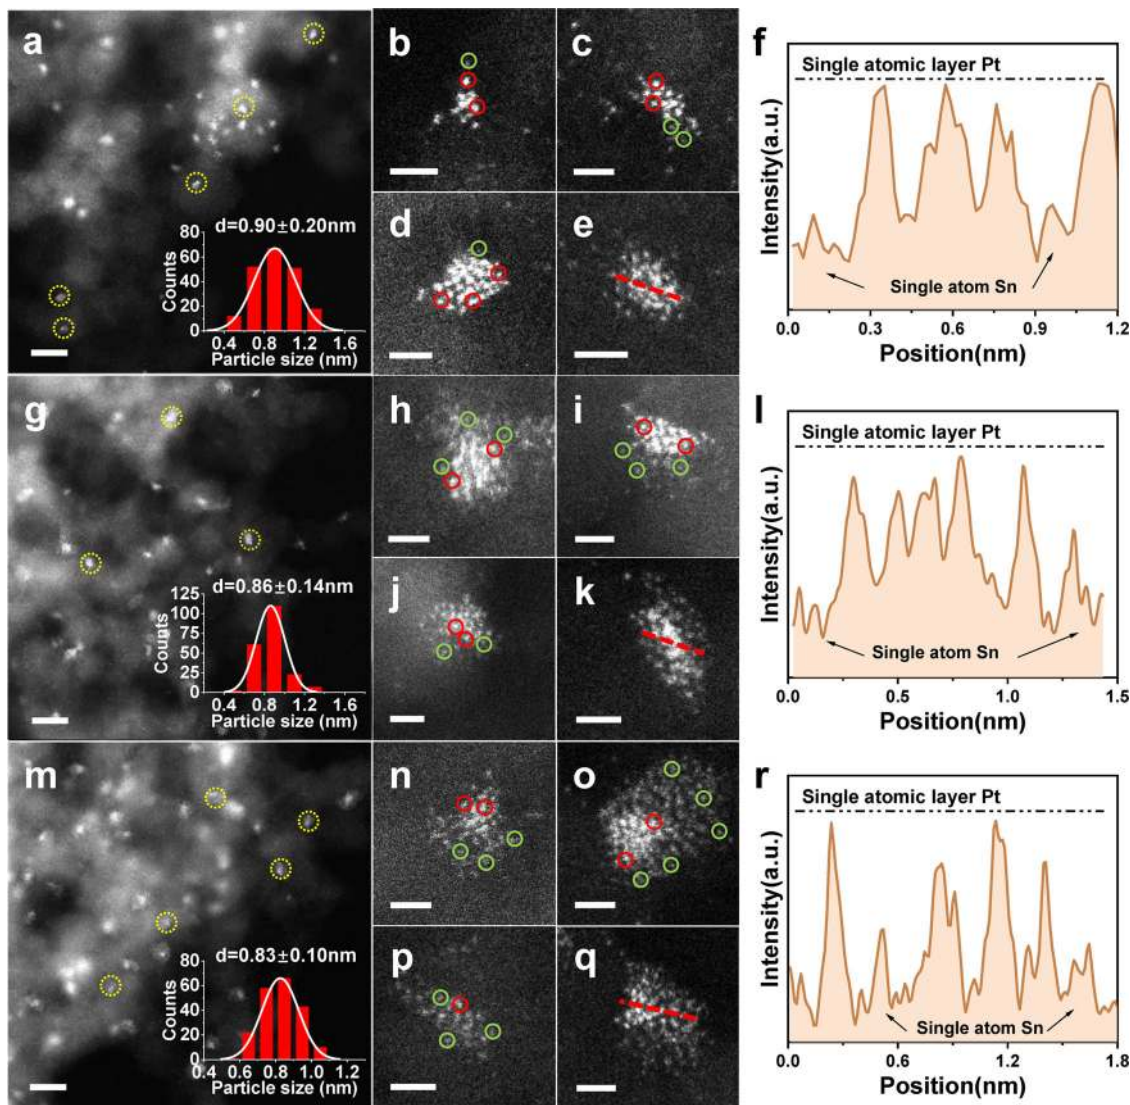 a
d=0.90±0.20nm
80
60
40
20
0
Counts
0.4 0.8 1.2 1.6
Particle size (nm)
b
c
d
e
f
Single atomic layer Pt
Intensity(a.u.)
Single atom Sn
0.0 0.3 0.6 0.9 1.2
Position(nm)
g
d=0.86±0.14nm
125
100
75
50
25
0
Counts
0.4 0.8 1.2 1.6
Particle size (nm)
h
i
j
k
l
Single atomic layer Pt
Intensity(a.u.)
Single atom Sn
0.0 0.5 1.0 1.5
Position(nm)
m
d=0.83±0.10nm
80
60
40
20
0
Counts
0.4 0.6 0.8 1.0 1.2
Particle size (nm)
n
o
p
q
r
Single atomic layer Pt
Intensity(a.u.)
Single atom Sn
0.0 0.6 1.2 1.8
Position(nm)